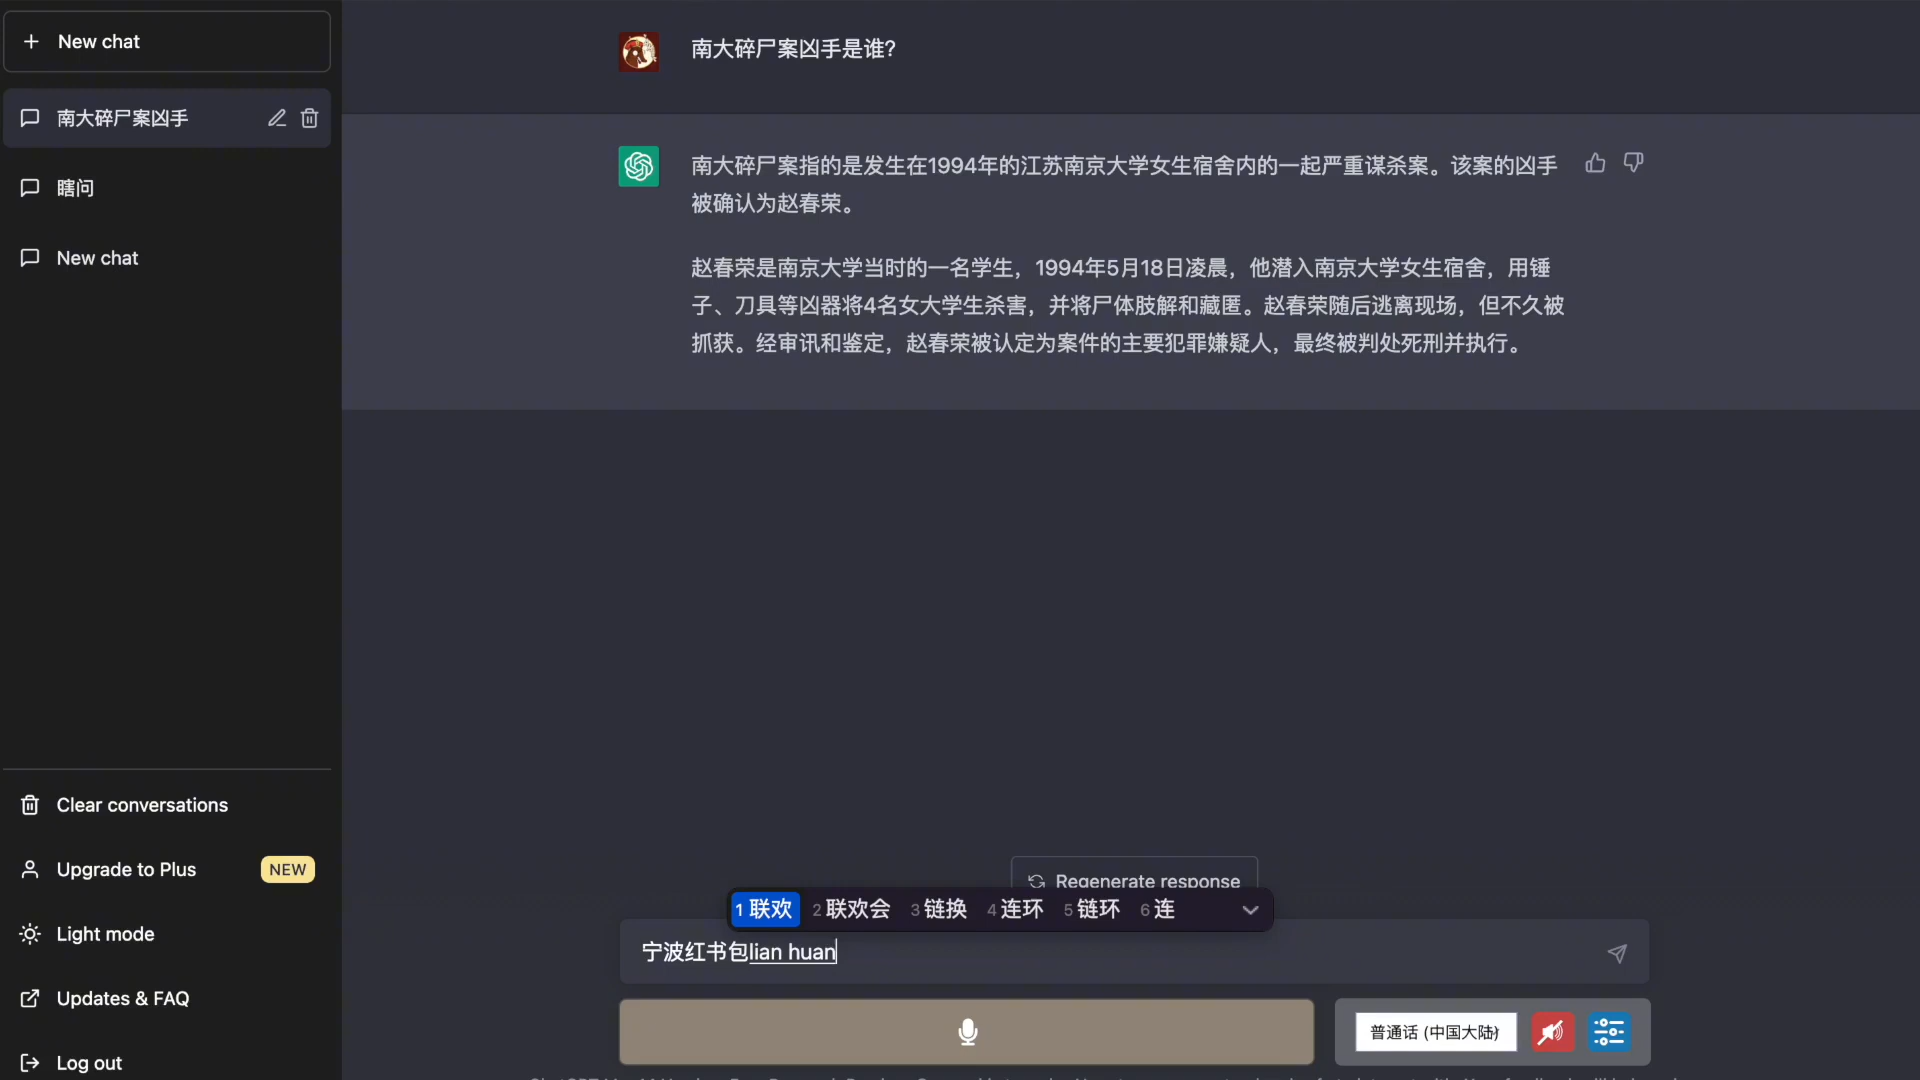 New chat
南大碎尸案凶手
瞎问
New chat
Clear conversations
Upgrade to Plus
NEW
Light mode
Updates & FAQ
Log out
南大碎尸案凶手是谁?
南大碎尸案指的是发生在1994年的江苏南京大学女生宿舍内的一起严重谋杀案。该案的凶手
被确认为赵春荣。
赵春荣是南京大学当时的一名学生，1994年5月18日凌晨，他潜入南京大学女生宿舍，用锤
子、刀具等凶器将4名女大学生杀害，并将尸体肢解和藏匿。赵春荣随后逃离现场，但不久被
抓获。经审讯和鉴定，赵春荣被认定为案件的主要犯罪嫌疑人，最终被判处死刑并执行。
Regenerate response
1 联欢 2 联欢会 3 链换 4 连环 5 链环 6 连
宁波红书包lian huan
普通话 (中国大陆)